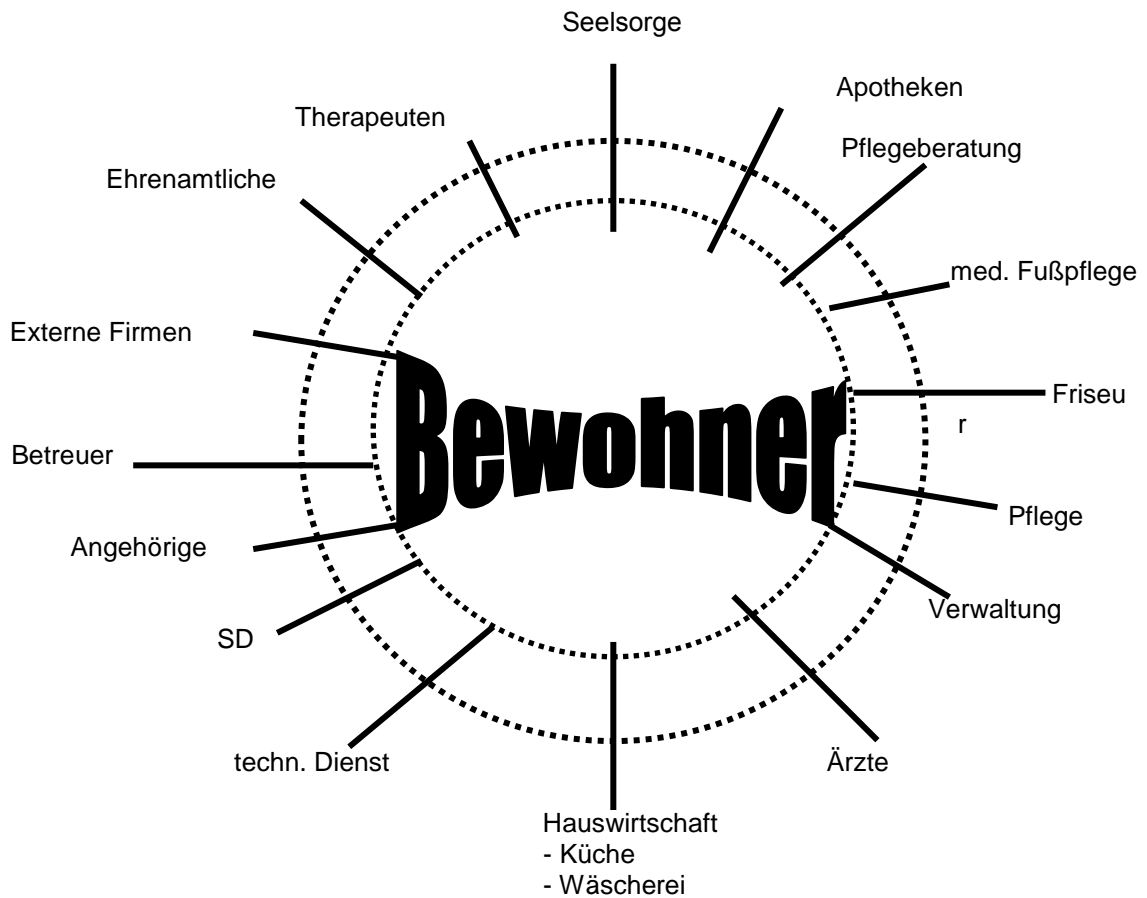 Seelsorge
Apotheken
Therapeuten
Pflegeberatung
Ehrenamtliche
med. Fußpflege
Externe Firmen
Bewohner
Friseu
r
Betreuer
Pflege
Angehörige
Verwaltung
SD
techn. Dienst
Ärzte
Hauswirtschaft
- Küche
- Wäscherei